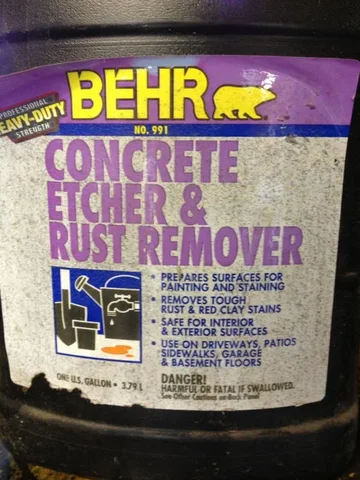 PROFESSIONAL
HEAVY-DUTY
STRENGTH
BEHR
NO. 991
CONCRETE
ETCHER &
RUST REMOVER
• PREPARES SURFACES FOR
PAINTING AND STAINING
• REMOVES TOUGH
RUST & RED CLAY STAINS
• SAFE FOR INTERIOR
& EXTERIOR SURFACES
• USE ON DRIVEWAYS, PATIOS
SIDEWALKS, GARAGE
& BASEMENT FLOORS
ONE U.S. GALLON • 3.79 L
DANGER!
HARMFUL OR FATAL IF SWALLOWED.
See Other Cautions on Back Panel